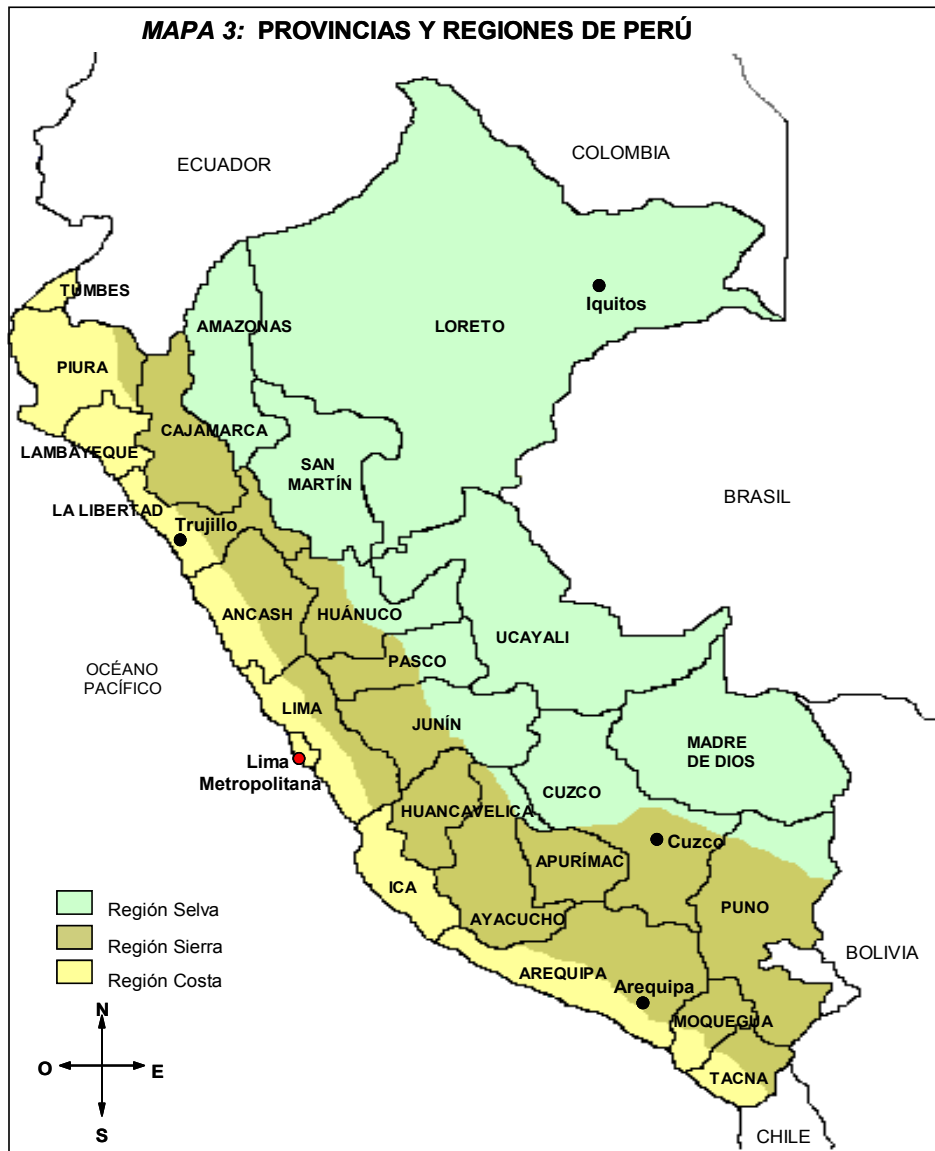 MAPA 3: PROVINCIAS Y REGIONES DE PERÚ
ECUADOR
COLOMBIA
TUMBES
Iquitos
AMAZONAS
LORETO
PIURA
CAJAMARCA
LAMBAYEQUE
SAN
MARTÍN
BRASIL
LA LIBERTAD
Trujillo
ANCASH
HUÁNUCO
UCAYALI
PASCO
OCÉANO
PACÍFICO
LIMA
JUNÍN
MADRE
DE DIOS
Lima
Metropolitana
CUZCO
HUANCAVELICA
Cuzco
APURÍMAC
ICA
PUNO
AYACUCHO
Región Selva
Región Sierra
Región Costa
BOLIVIA
AREQUIPA
Arequipa
MOQUEGUA
TACNA
N
O
E
S
CHILE